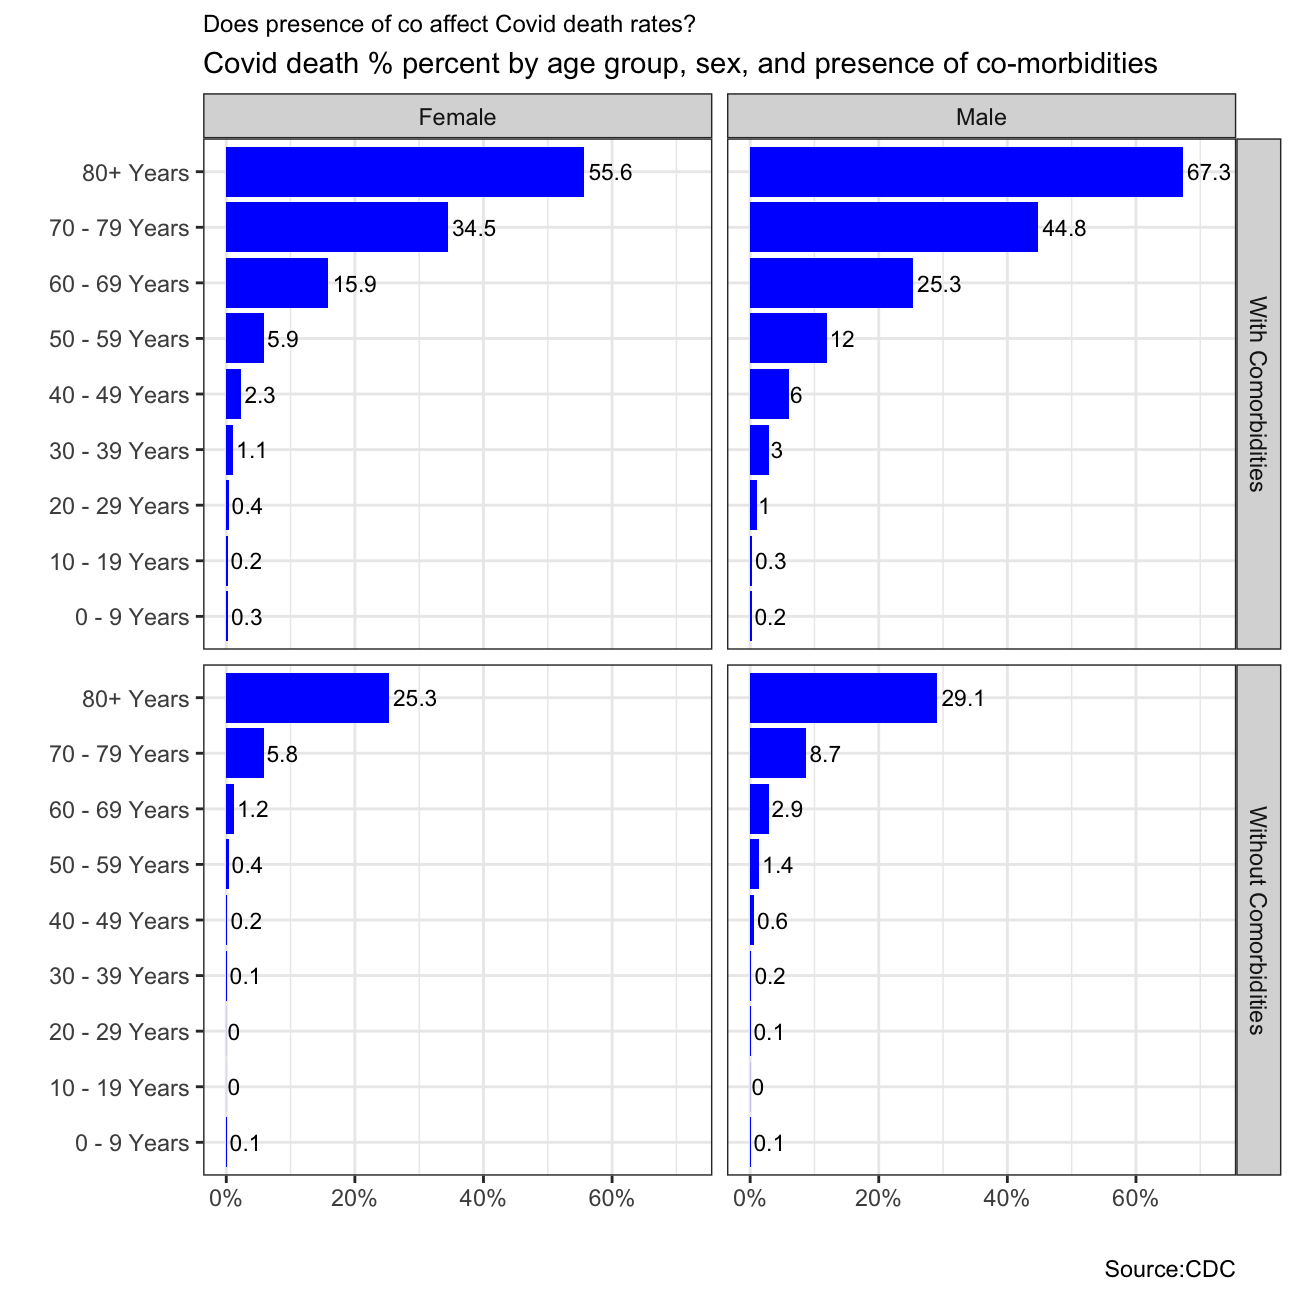 Does presence of co affect Covid death rates?
Covid death % percent by age group, sex, and presence of co-morbidities
Female
Male
With Comorbidities
80+ Years 55.6 67.3
70 - 79 Years 34.5 44.8
60 - 69 Years 15.9 25.3
50 - 59 Years 5.9 12
40 - 49 Years 2.3 6
30 - 39 Years 1.1 3
20 - 29 Years 0.4 1
10 - 19 Years 0.2 0.3
0 - 9 Years 0.3 0.2
Without Comorbidities
80+ Years 25.3 29.1
70 - 79 Years 5.8 8.7
60 - 69 Years 1.2 2.9
50 - 59 Years 0.4 1.4
40 - 49 Years 0.2 0.6
30 - 39 Years 0.1 0.2
20 - 29 Years 0 0.1
10 - 19 Years 0 0
0 - 9 Years 0.1 0.1
0% 20% 40% 60% 0% 20% 40% 60%
Source:CDC